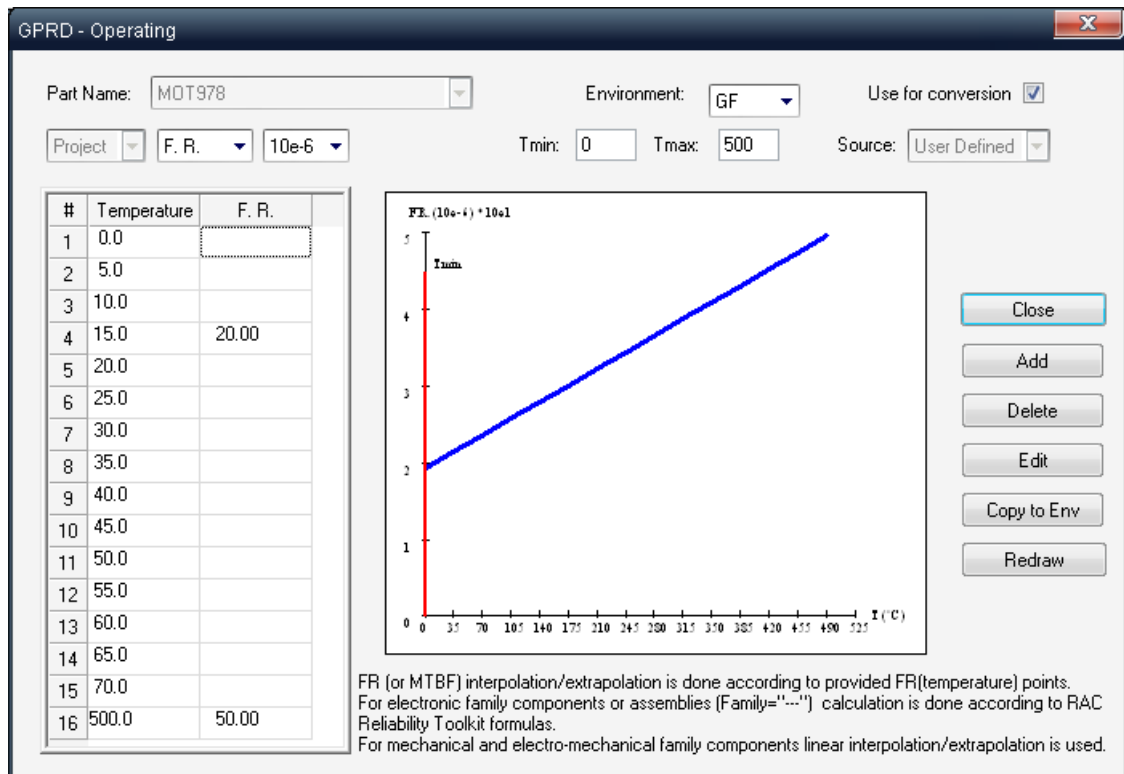 GPRD - Operating
Part Name: MOT978 Environment: GF Use for conversion
Project F. R. 10e-6 Tmin: 0 Tmax: 500 Source: User Defined
# Temperature F. R.
1 0.0
2 5.0
3 10.0
4 15.0 20.00
5 20.0
6 25.0
7 30.0
8 35.0
9 40.0
10 45.0
11 50.0
12 55.0
13 60.0
14 65.0
15 70.0
16 500.0 50.00
FR. (10e-6) *10e1
5
Tmin
4
3
2
1
0
0 35 70 105 140 175 210 245 280 315 350 385 420 455 490 525 T (°C)
Close
Add
Delete
Edit
Copy to Env
Redraw
FR (or MTBF) interpolation/extrapolation is done according to provided FR(temperature) points.
For electronic family components or assemblies (Family="---") calculation is done according to RAC
Reliability Toolkit formulas.
For mechanical and electro-mechanical family components linear interpolation/extrapolation is used.